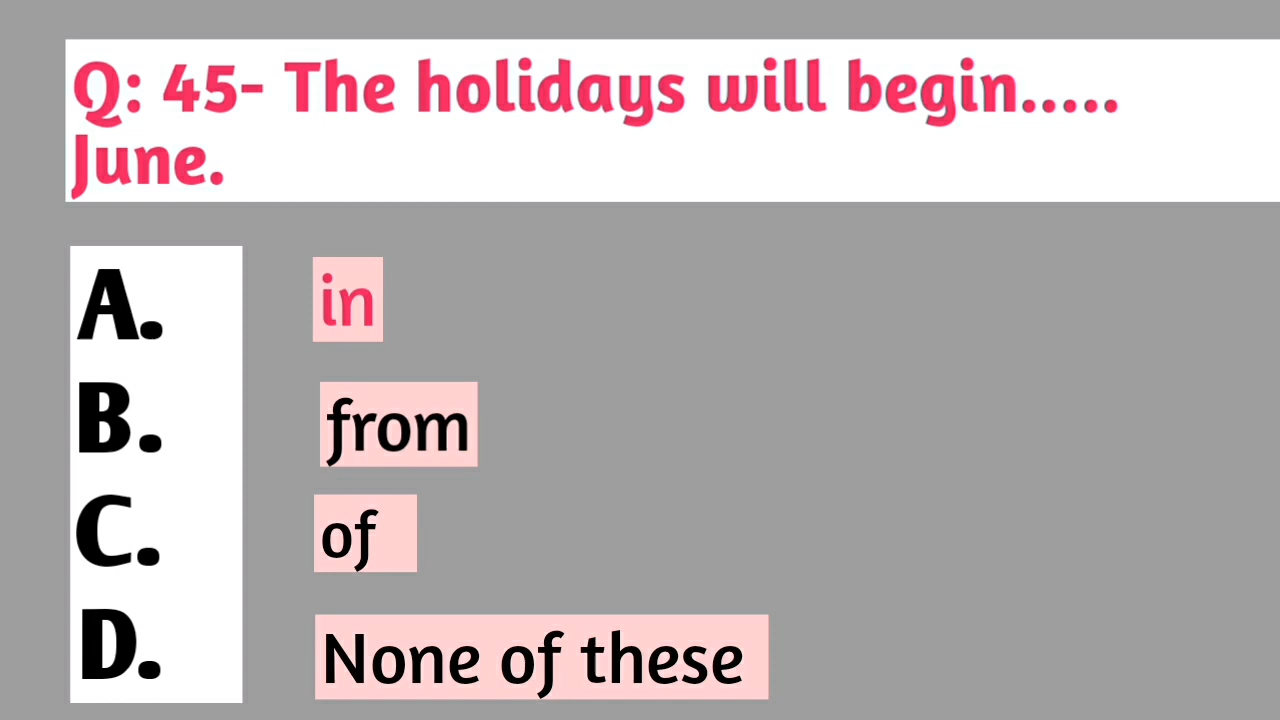 Q: 45- The holidays will begin.....
June.
A. in
B. from
C. of
D. None of these